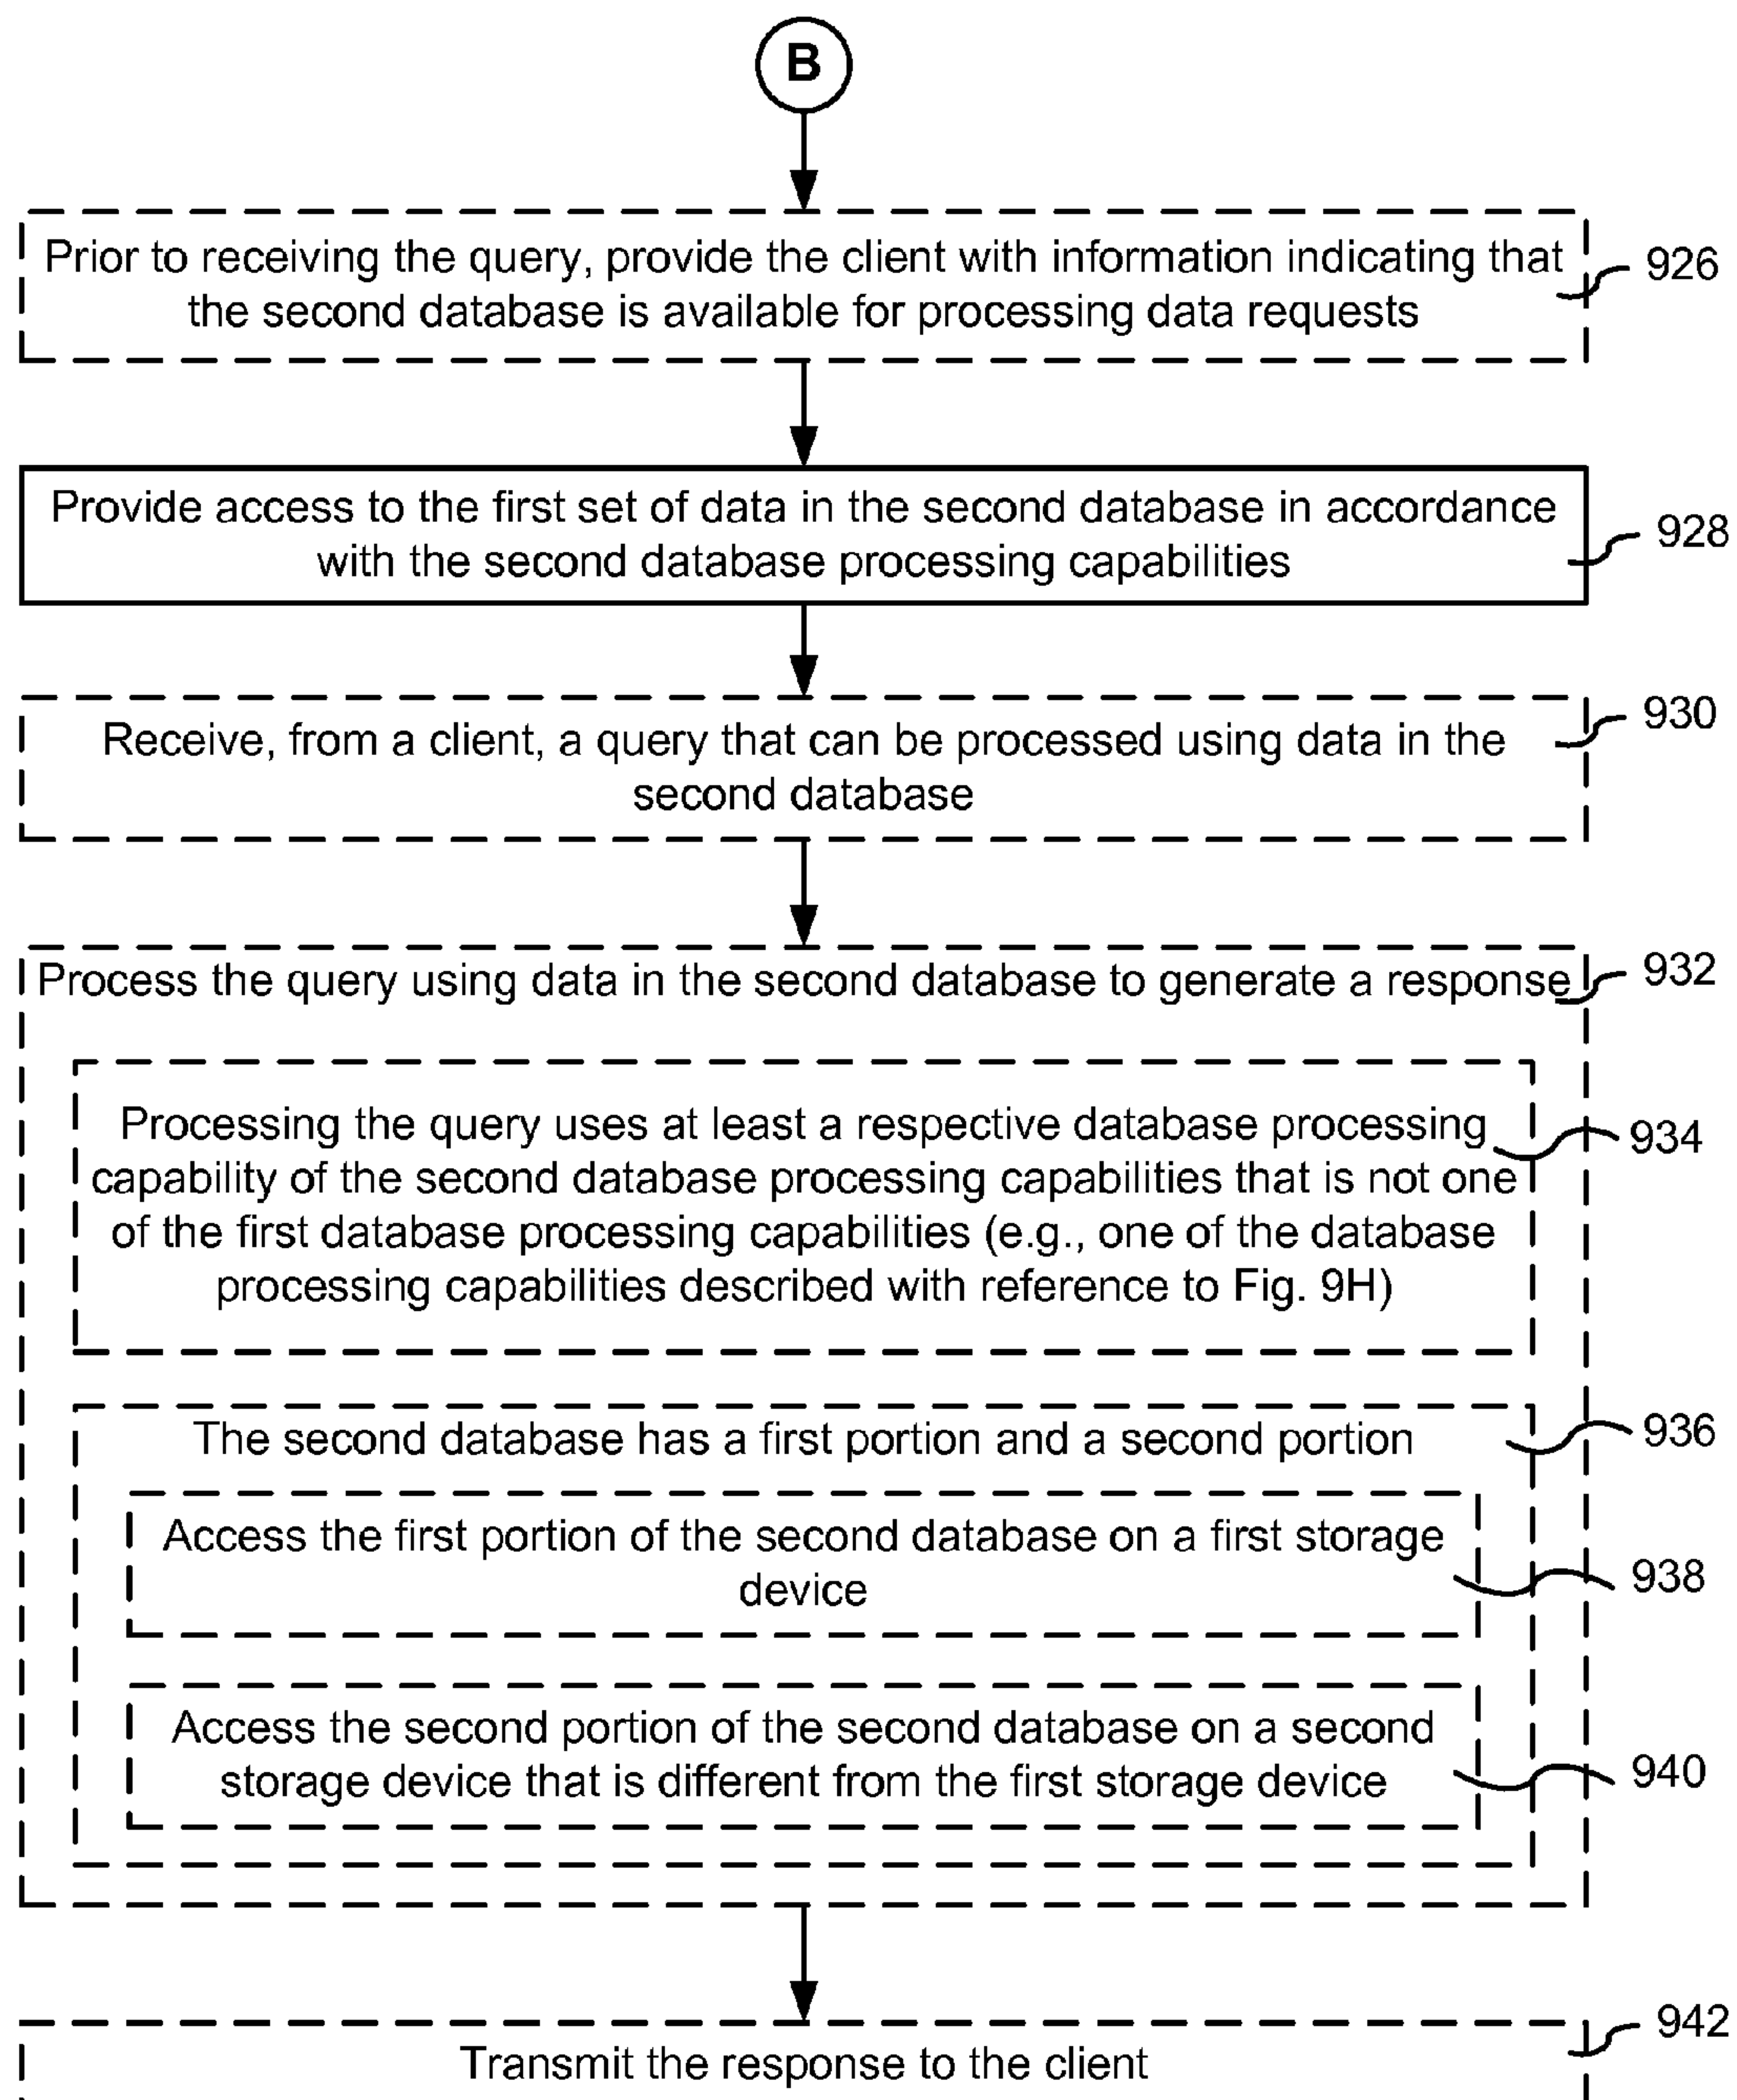 B
Prior to receiving the query, provide the client with information indicating that
the second database is available for processing data requests
926
Provide access to the first set of data in the second database in accordance
with the second database processing capabilities
928
Receive, from a client, a query that can be processed using data in the
second database
930
Process the query using data in the second database to generate a response
932
Processing the query uses at least a respective database processing
capability of the second database processing capabilities that is not one
of the first database processing capabilities (e.g., one of the database
processing capabilities described with reference to Fig. 9H)
934
The second database has a first portion and a second portion
936
Access the first portion of the second database on a first storage
device
938
Access the second portion of the second database on a second
storage device that is different from the first storage device
940
Transmit the response to the client
942